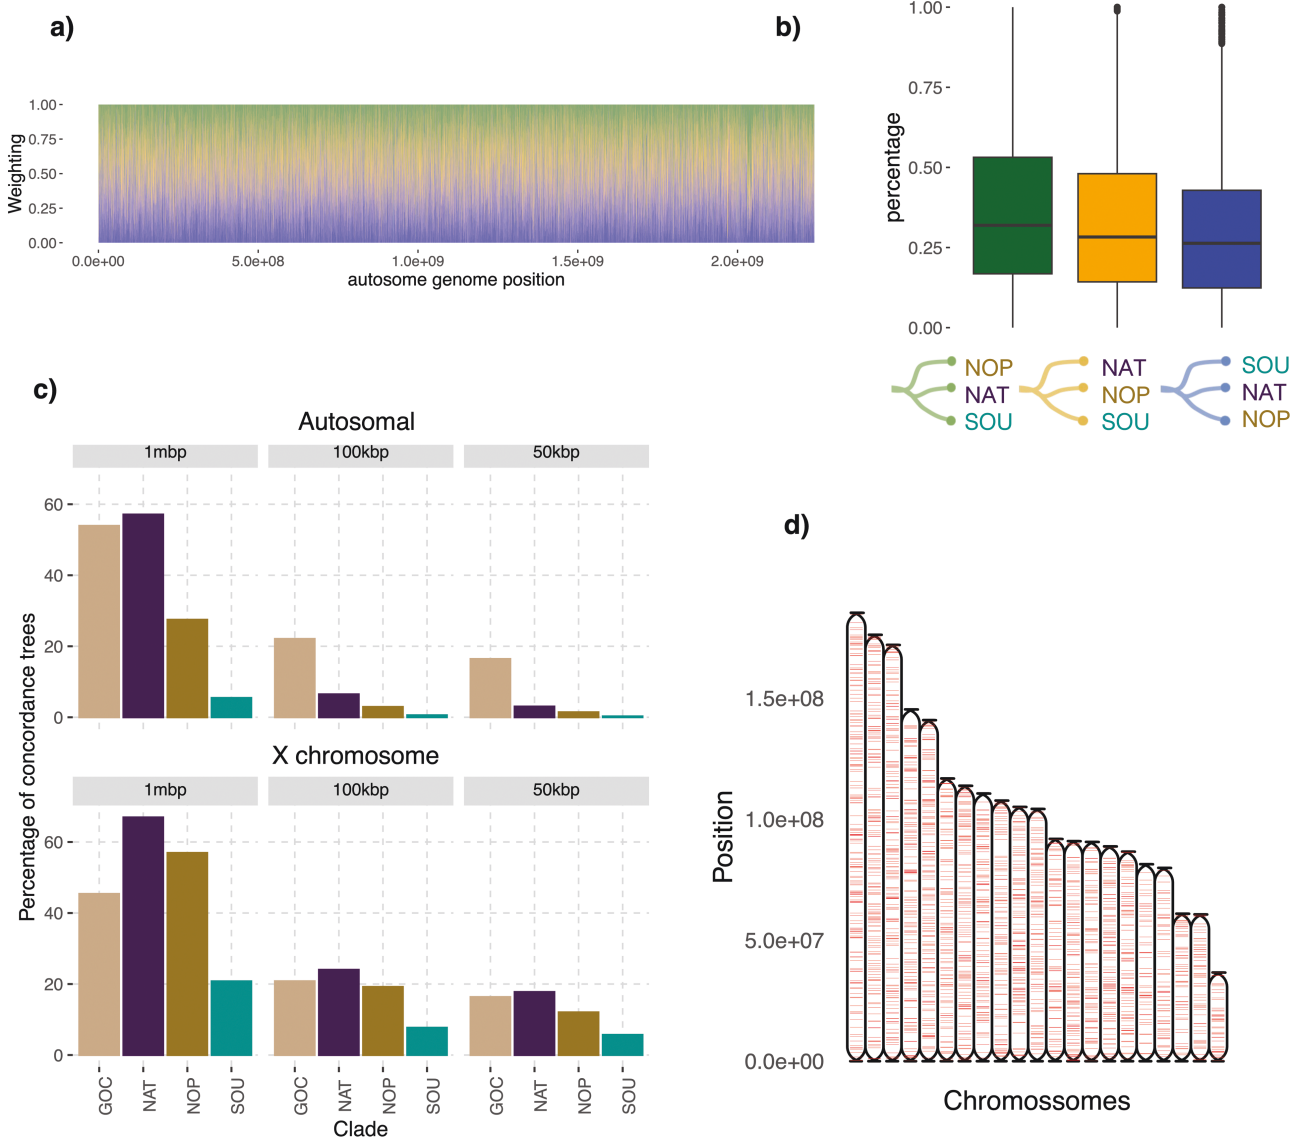 a)
Weighting
1.00
0.75
0.50
0.25
0.00
0.0e+00 5.0e+08 1.0e+09 1.5e+09 2.0e+09
autosome genome position
b)
percentage
1.00
0.75
0.50
0.25
0.00
NOP NAT SOU
NAT NOP NAT
SOU SOU NOP
c)
Percentage of concordance trees
Autosomal
1mbp 100kbp 50kbp
60
40
20
0
X chromosome
1mbp 100kbp 50kbp
60
40
20
0
GOC NAT NOP SOU GOC NAT NOP SOU GOC NAT NOP SOU
Clade
d)
Position
1.5e+08
1.0e+08
5.0e+07
0.0e+00
Chromossomes